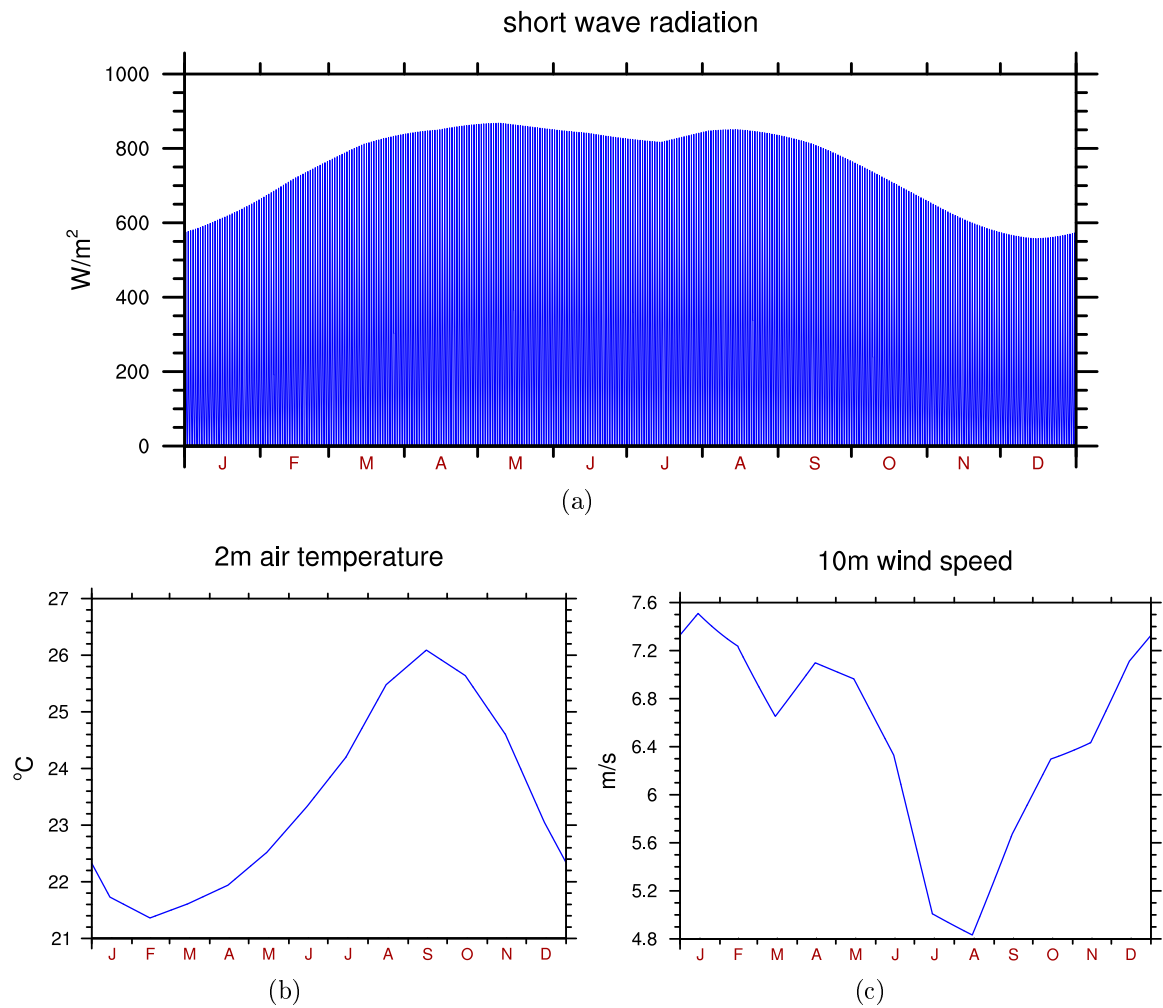 short wave radiation
1000
800
600
400
200
0
W/m²
J F M A M J J A S O N D
(a)
2m air temperature
27
26
25
24
23
22
21
°C
J F M A M J J A S O N D
(b)
10m wind speed
7.6
7.2
6.8
6.4
6
5.6
5.2
4.8
m/s
J F M A M J J A S O N D
(c)